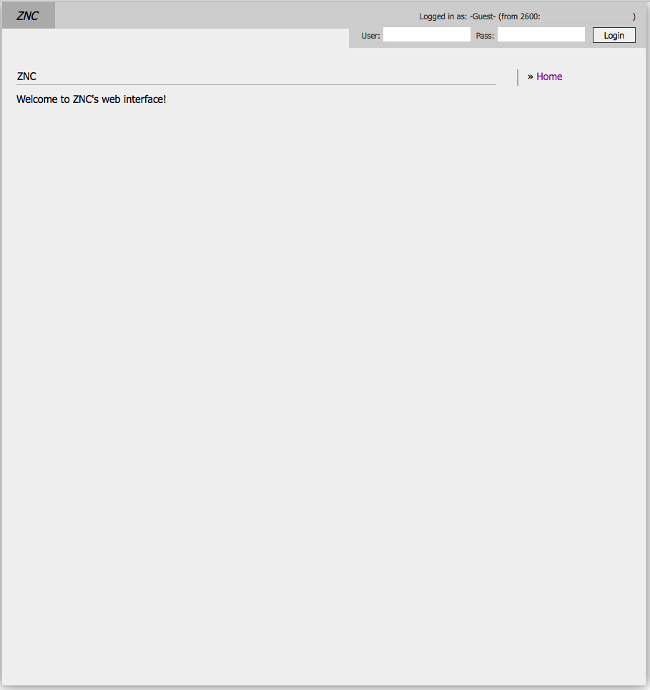 ZNC
Logged in as: -Guest- (from 2600: )
User: Pass: Login
ZNC
» Home
Welcome to ZNC's web interface!